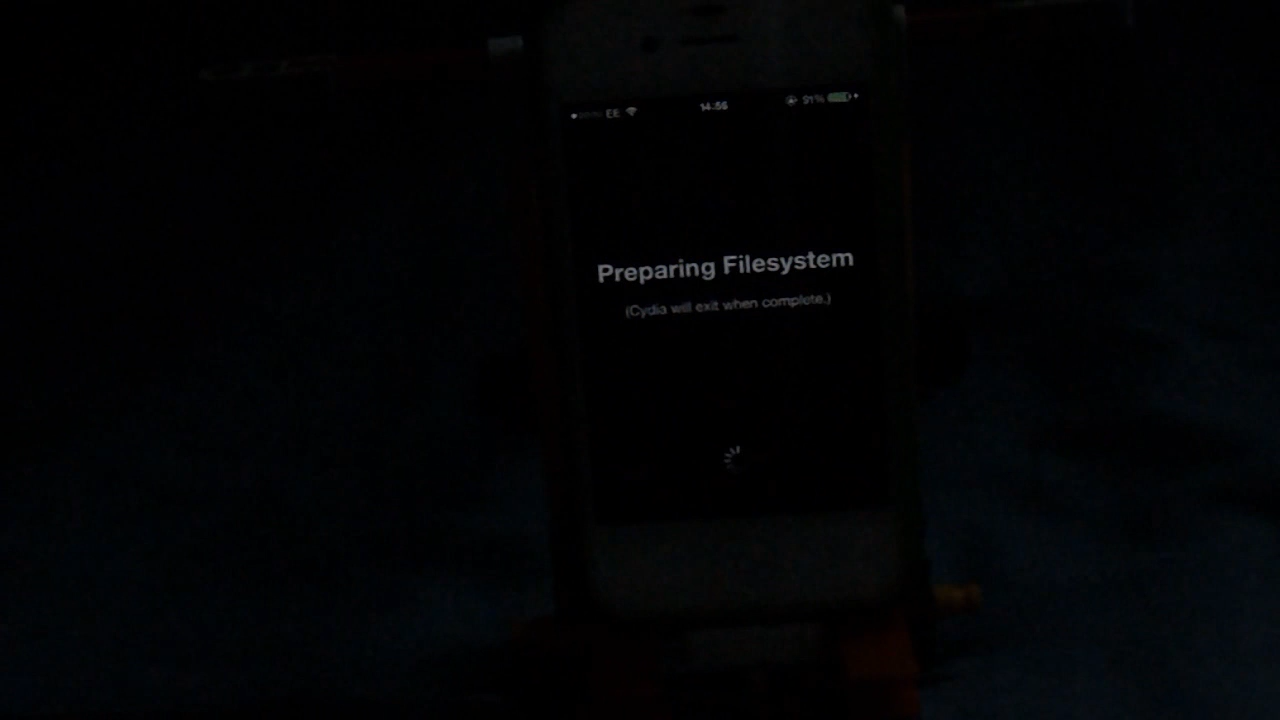 EE 14:56 91%
Preparing Filesystem
(Cydia will exit when complete.)